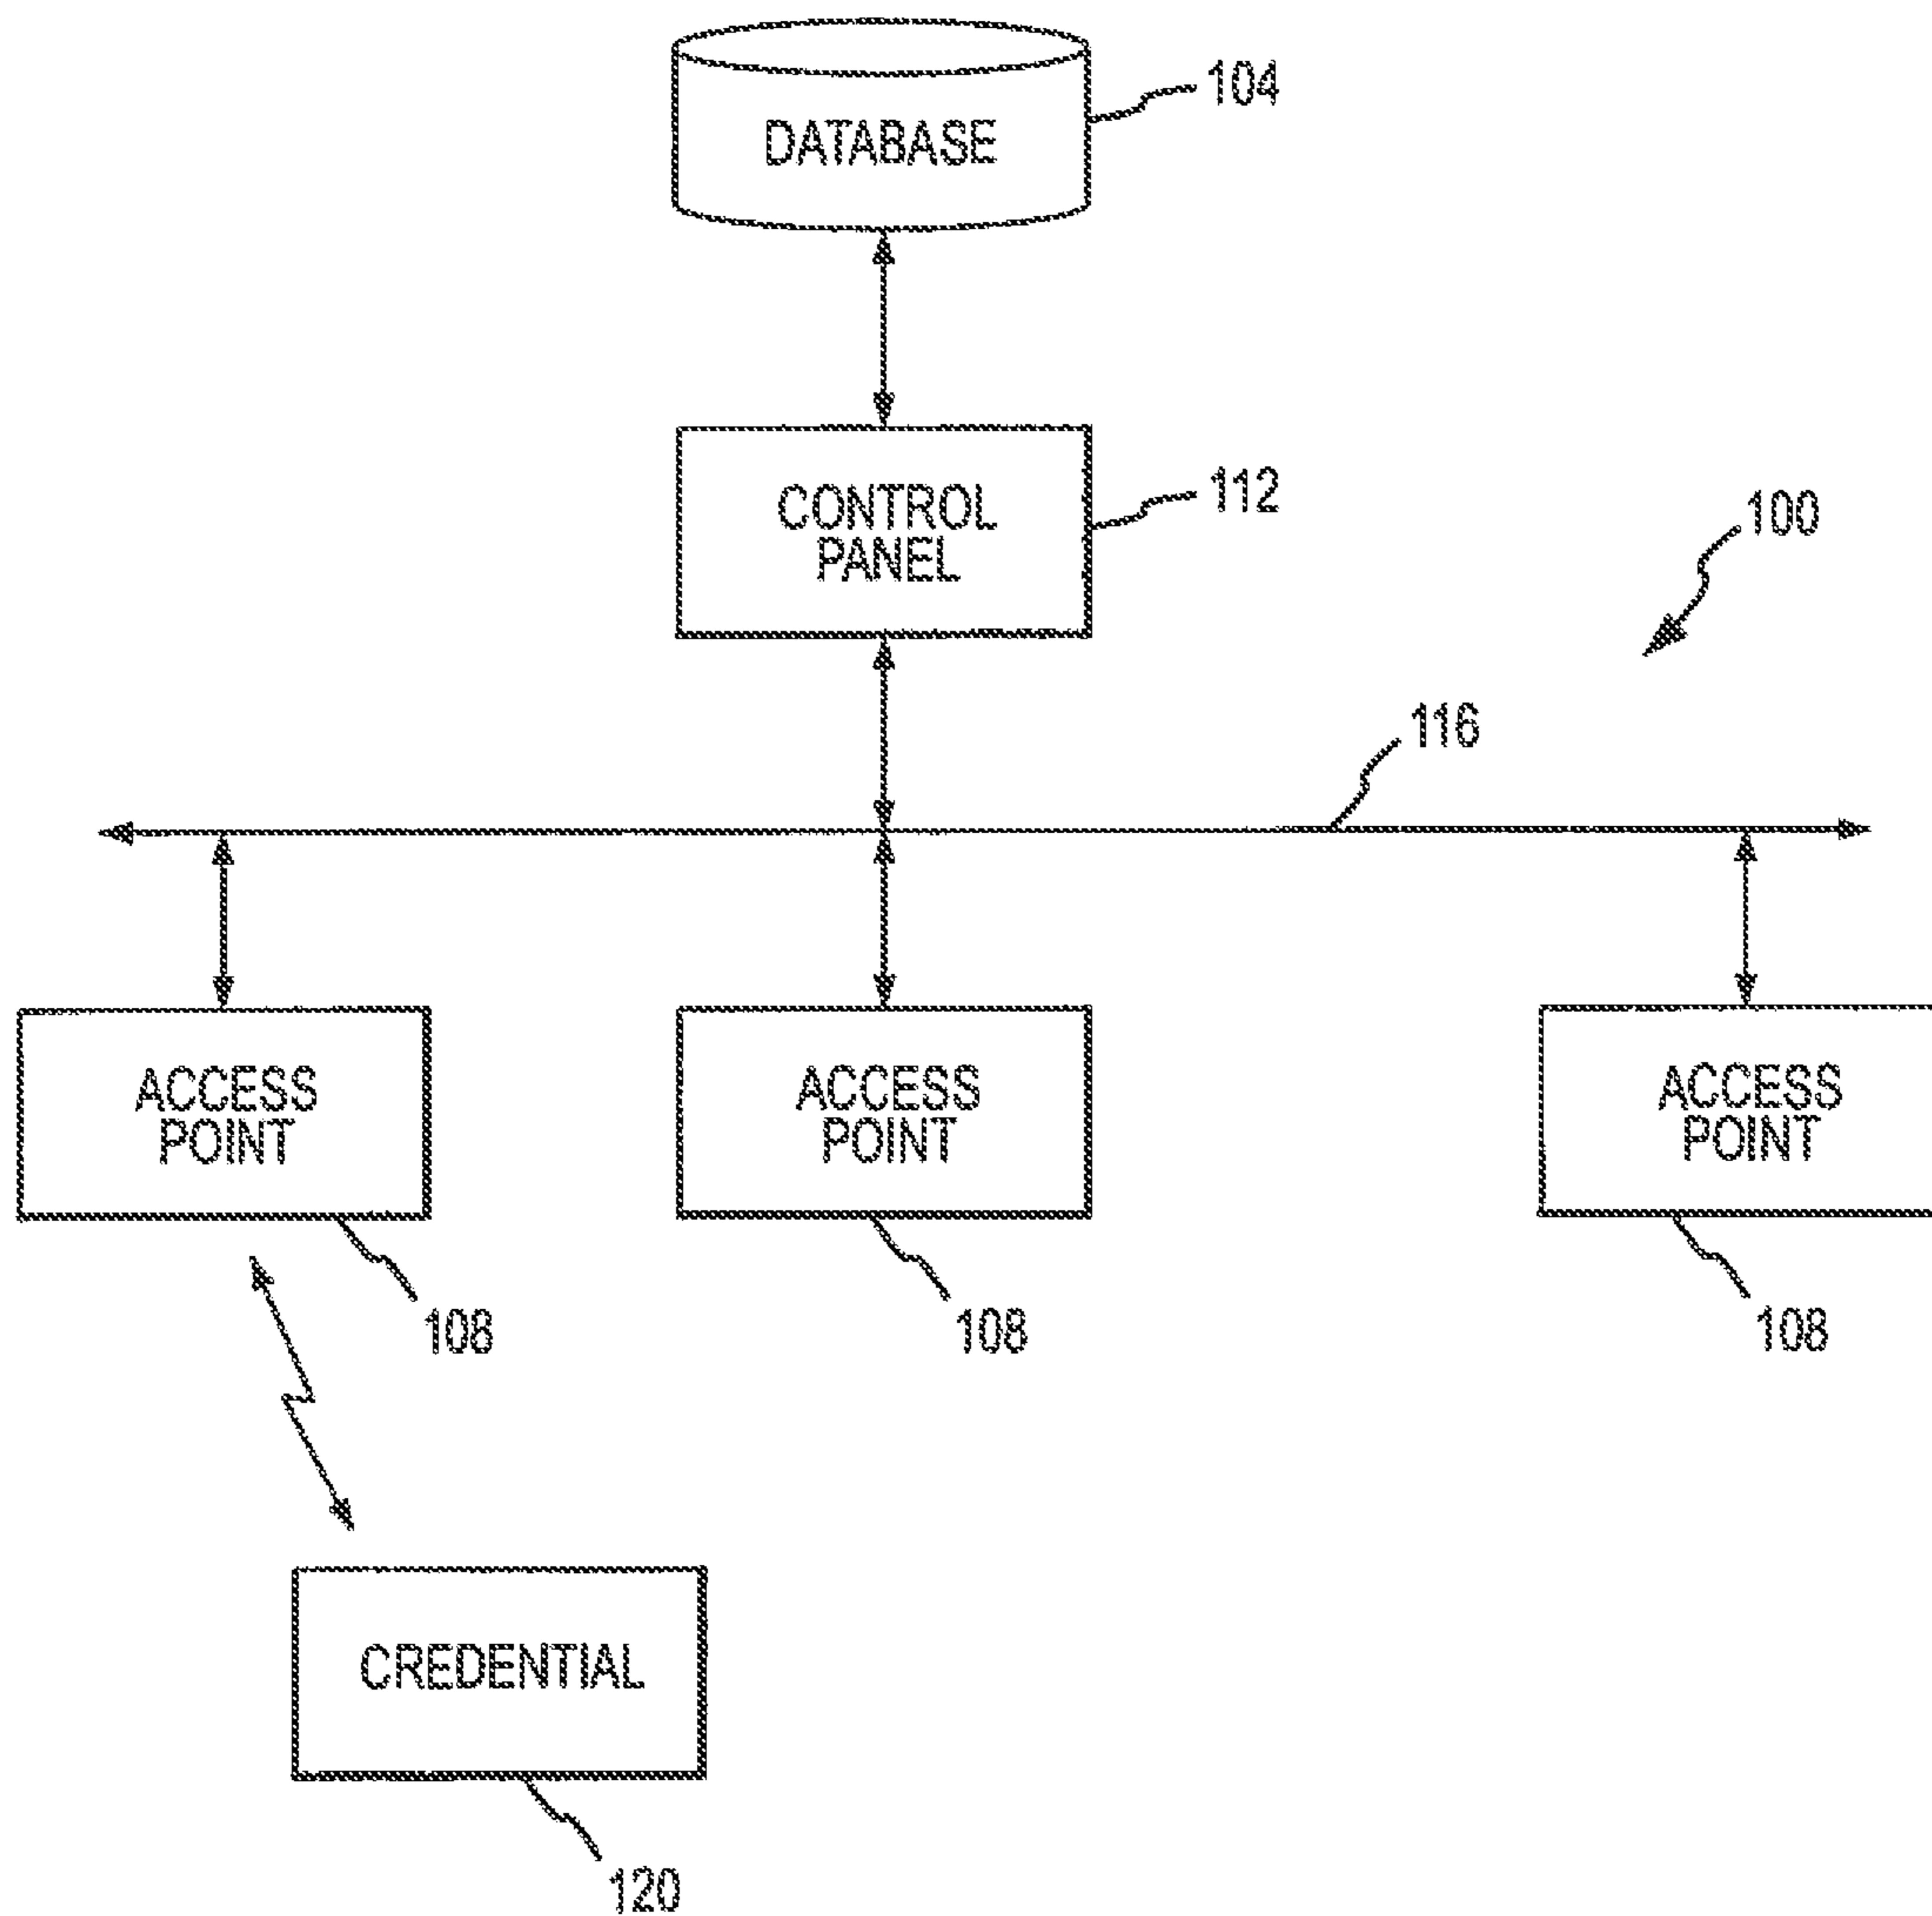 104
DATABASE
112
CONTROL
PANEL
100
116
ACCESS
POINT
ACCESS
POINT
ACCESS
POINT
108
108
108
CREDENTIAL
120